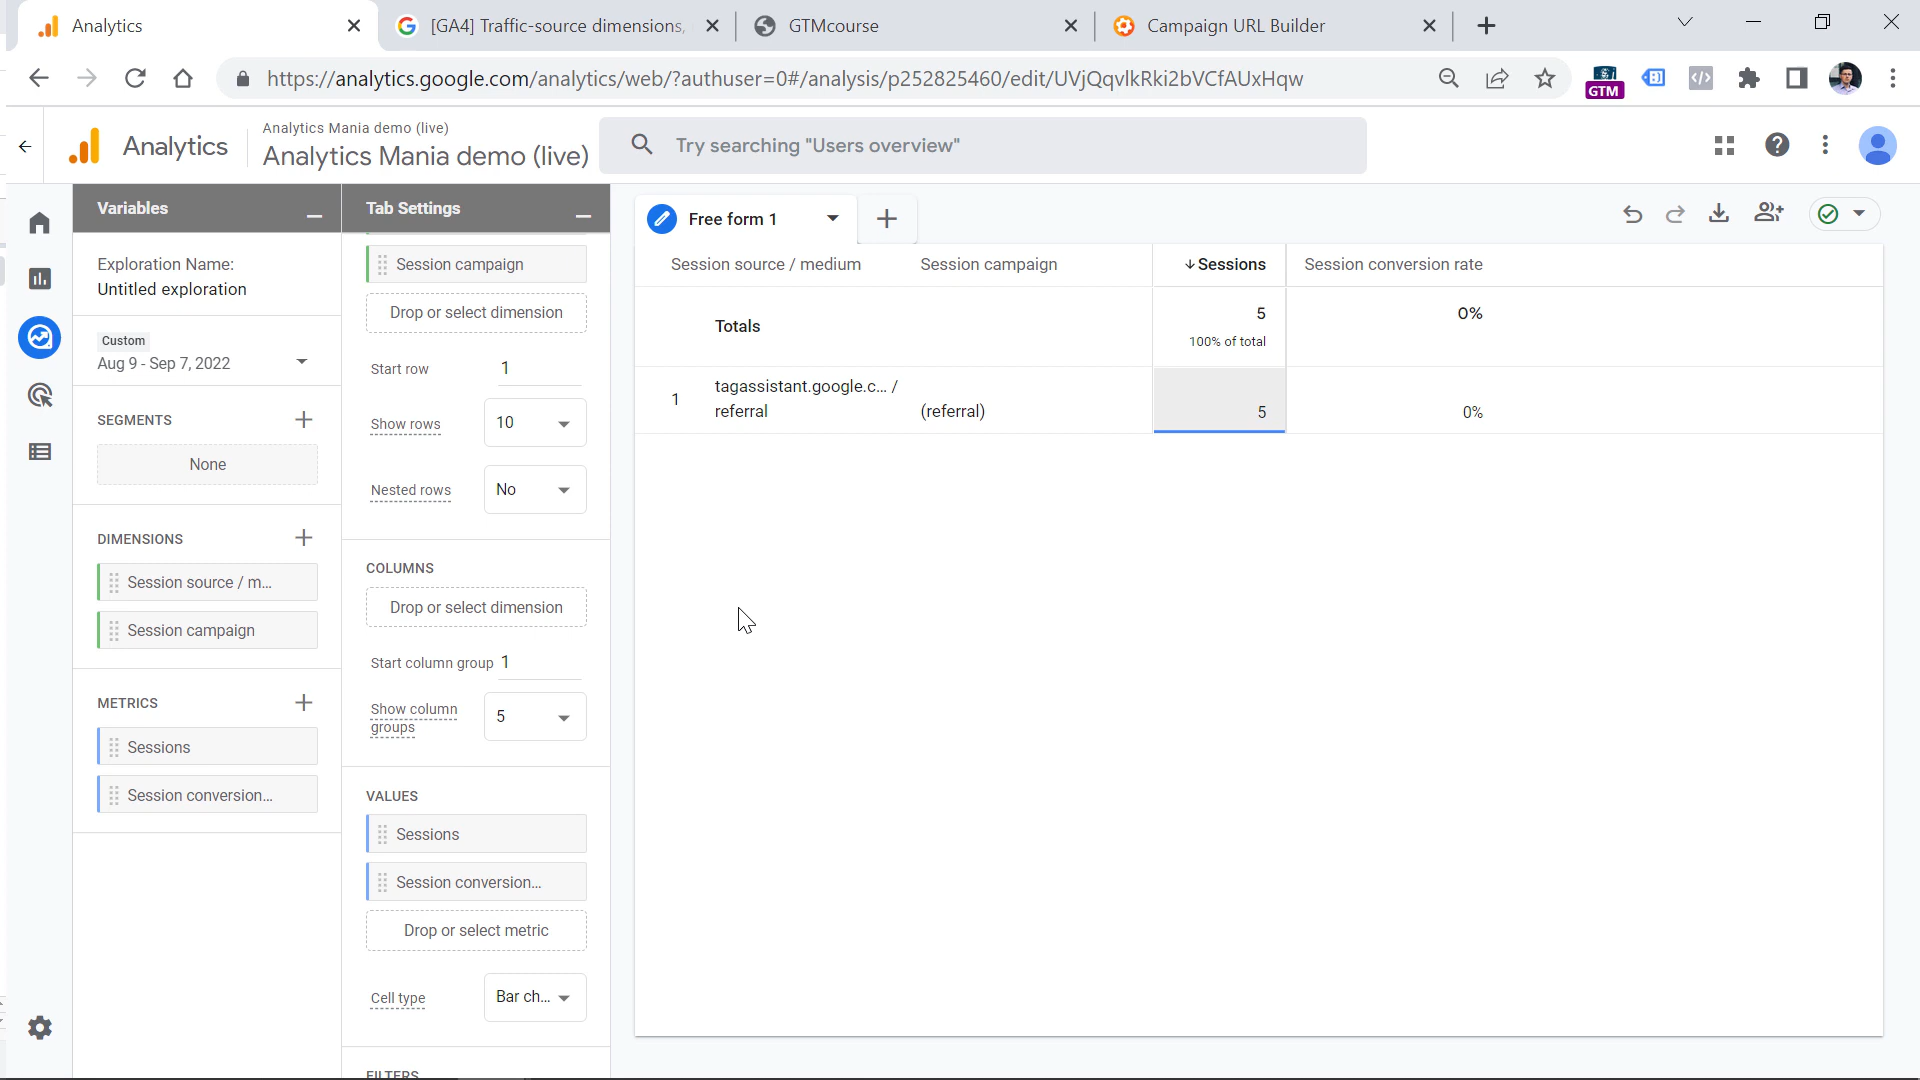 Analytics
[GA4] Traffic-source dimensions,
GTMcourse
Campaign URL Builder
https://analytics.google.com/analytics/web/?authuser=0#/analysis/p252825460/edit/UVjQqvlkRki2bVCfAUxHqw
GTM
Analytics
Analytics Mania demo (live)
Analytics Mania demo (live)
Try searching "Users overview"
Variables
Exploration Name:
Untitled exploration
Custom
Aug 9 - Sep 7, 2022
SEGMENTS
None
DIMENSIONS
Session source / m...
Session campaign
METRICS
Sessions
Session conversion...
Tab Settings
Session campaign
Drop or select dimension
Start row 1
Show rows 10
Nested rows No
COLUMNS
Drop or select dimension
Start column group 1
Show column
groups
5
VALUES
Sessions
Session conversion...
Drop or select metric
Cell type Bar ch...
FILTERS
Free form 1
Session source / medium Session campaign ↓Sessions Session conversion rate
Totals 5 0%
100% of total
1 tagassistant.google.c... /
referral (referral) 5 0%